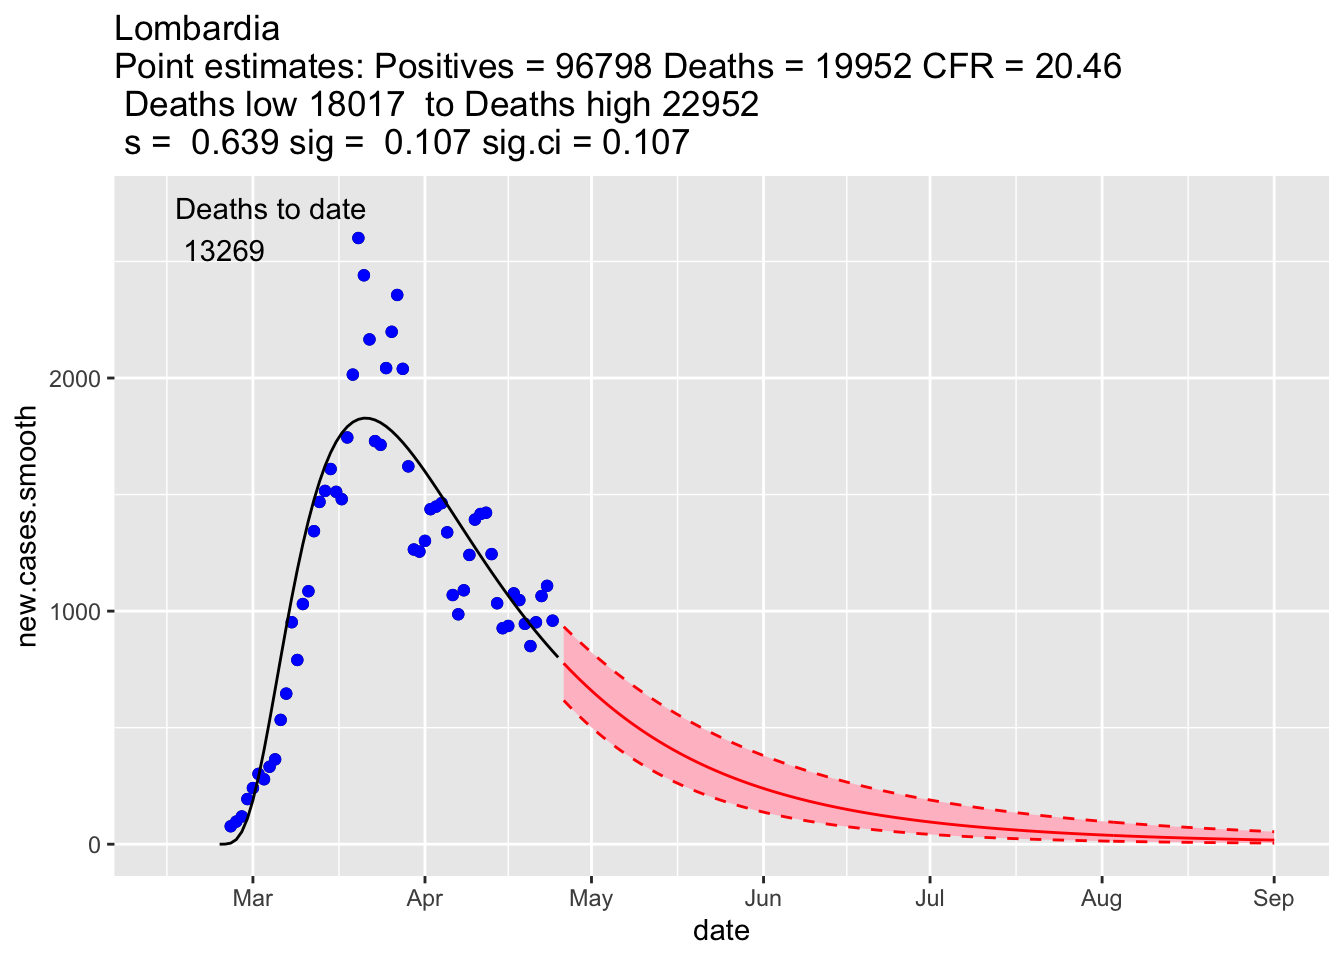 Lombardia
Point estimates: Positives = 96798 Deaths = 19952 CFR = 20.46
Deaths low 18017  to Deaths high 22952
s =  0.639 sig =  0.107 sig.ci = 0.107
Deaths to date
13269
new.cases.smooth
2000
1000
0
Mar Apr May Jun Jul Aug Sep
date